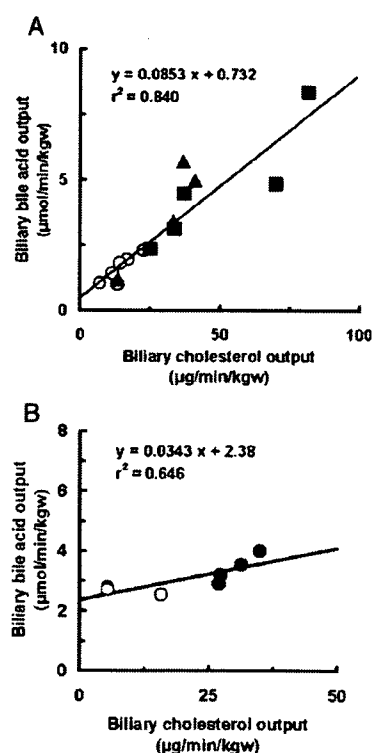 A
10
y = 0.0853 x + 0.732
r² = 0.840
5
0
0
50
100
Biliary bile acid output
(μmol/min/kgw)
Biliary cholesterol output
(μg/min/kgw)
B
8
y = 0.0343 x + 2.38
r² = 0.646
6
4
2
0
0
25
50
Biliary bile acid output
(μmol/min/kgw)
Biliary cholesterol output
(μg/min/kgw)